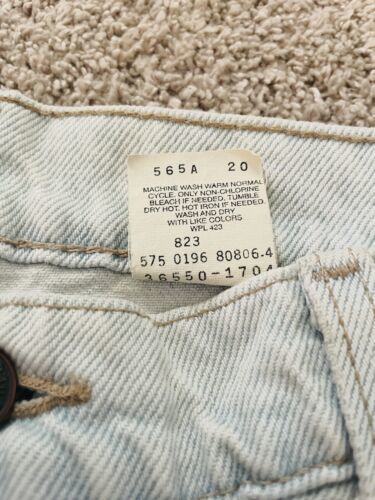 565A 20
MACHINE WASH WARM NORMAL
CYCLE. ONLY NON-CHLORINE
BLEACH IF NEEDED. TUMBLE
DRY HOT. HOT IRON IF NEEDED.
WASH AND DRY
WITH LIKE COLORS.
WPL 423
823
575 0196 80806.4
36550-1704